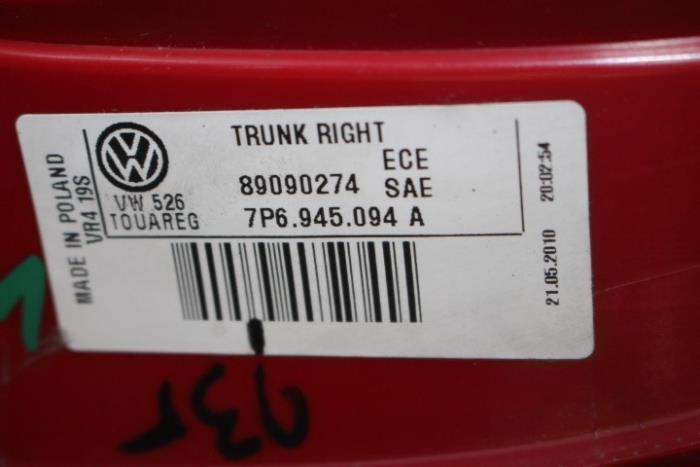 TRUNK RIGHT
ECE
89090274 SAE
7P6.945.094 A
VW 526
TOUAREG
MADE IN POLAND
VR4 19S
21.05.2010 20:02:54